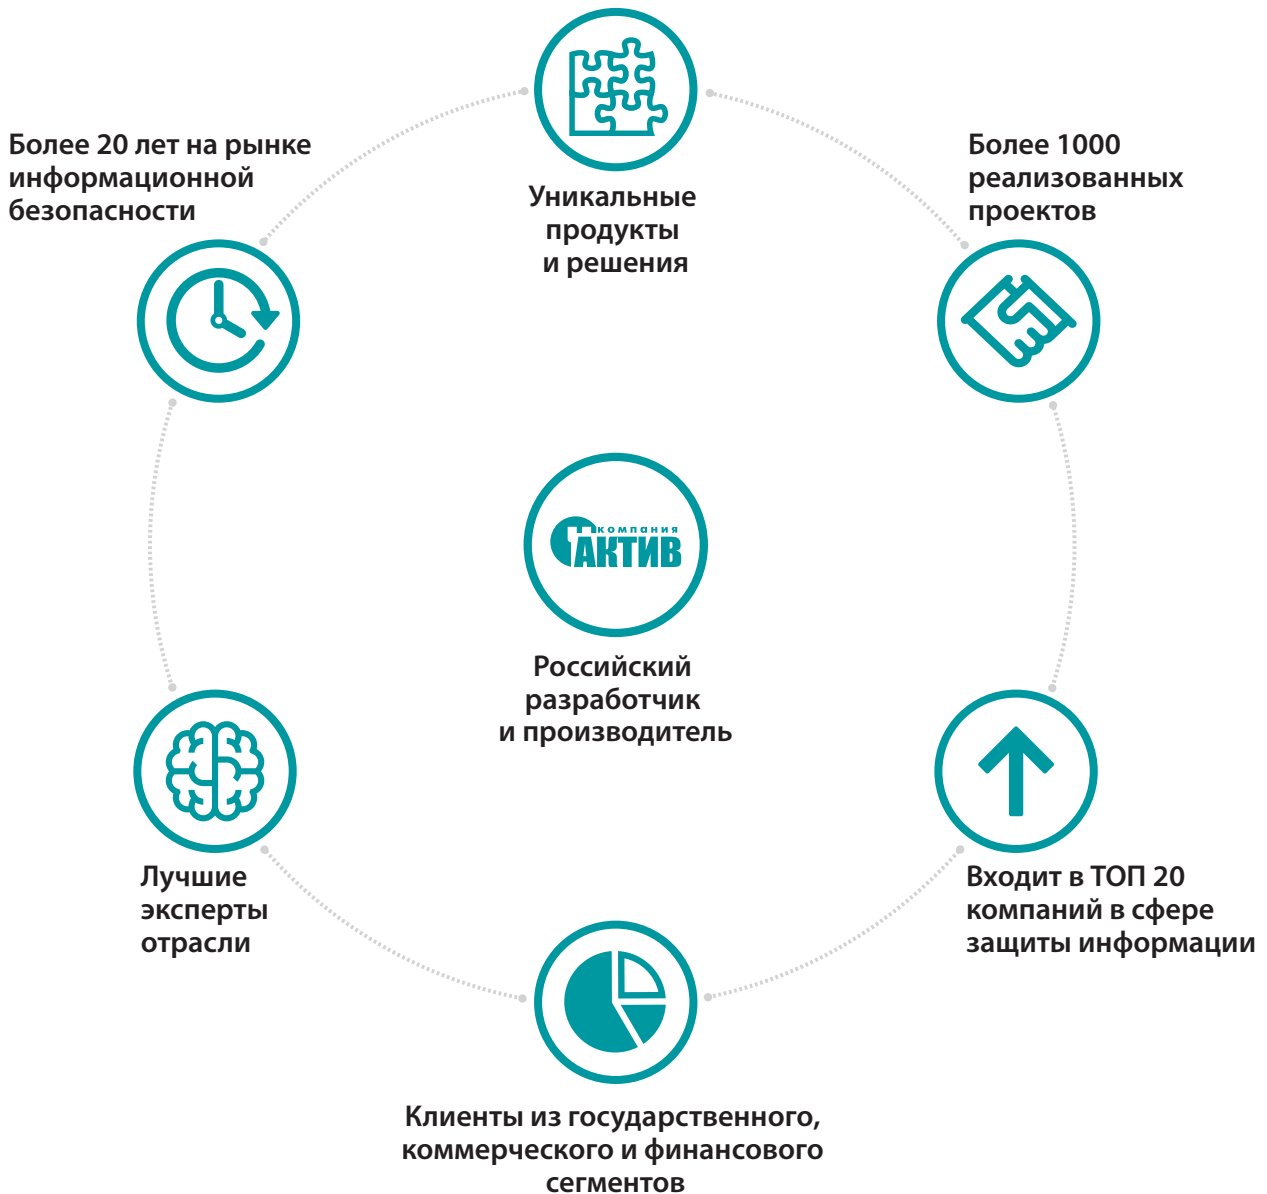 Уникальные
продукты
и решения
Более 20 лет на рынке
информационной
безопасности
Более 1000
реализованных
проектов
компания
АКТИВ
Российский
разработчик
и производитель
Лучшие
эксперты
отрасли
Входит в ТОП 20
компаний в сфере
защиты информации
Клиенты из государственного,
коммерческого и финансового
сегментов